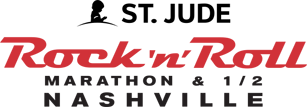 ST. JUDE
Rock 'n' Roll
MARATHON & 1/2
NASHVILLE